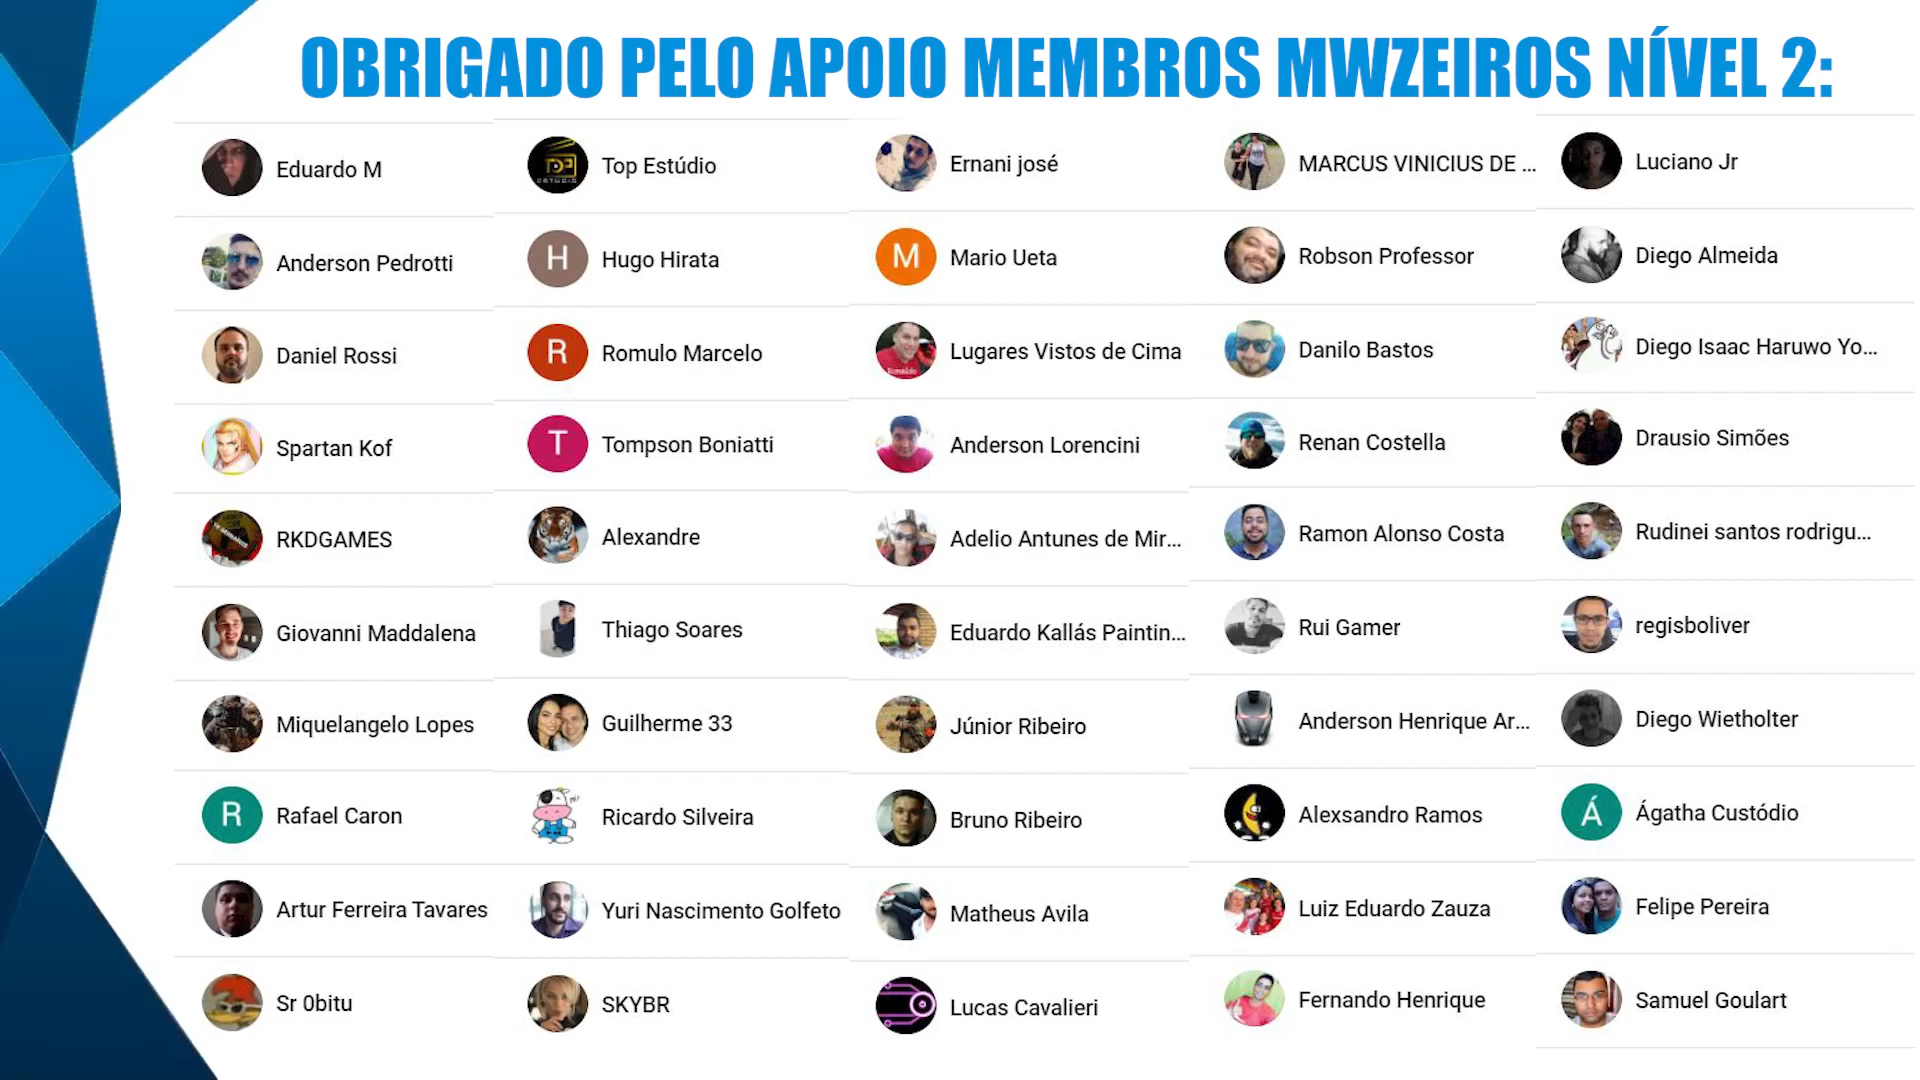 OBRIGADO PELO APOIO MEMBROS MWZEIROS NÍVEL 2:
Eduardo M
Top Estúdio
Ernani josé
MARCUS VINICIUS DE ...
Luciano Jr
Anderson Pedrotti
H
Hugo Hirata
M
Mario Ueta
Robson Professor
Diego Almeida
Daniel Rossi
R
Romulo Marcelo
Ronaldo
Lugares Vistos de Cima
Danilo Bastos
Diego Isaac Haruwo Yo...
Spartan Kof
T
Tompson Boniatti
Anderson Lorencini
Renan Costella
Drausio Simões
RKDGAMES
Alexandre
Adelio Antunes de Mir...
Ramon Alonso Costa
Rudinei santos rodrigu...
Giovanni Maddalena
Thiago Soares
Eduardo Kallás Paintin...
Rui Gamer
regisboliver
Miquelangelo Lopes
Guilherme 33
Júnior Ribeiro
Anderson Henrique Ar...
Diego Wietholter
R
Rafael Caron
Ricardo Silveira
Bruno Ribeiro
Alexsandro Ramos
Á
Ágatha Custódio
Artur Ferreira Tavares
Yuri Nascimento Golfeto
Matheus Avila
Luiz Eduardo Zauza
Felipe Pereira
Sr 0bitu
SKYBR
Lucas Cavalieri
Fernando Henrique
Samuel Goulart